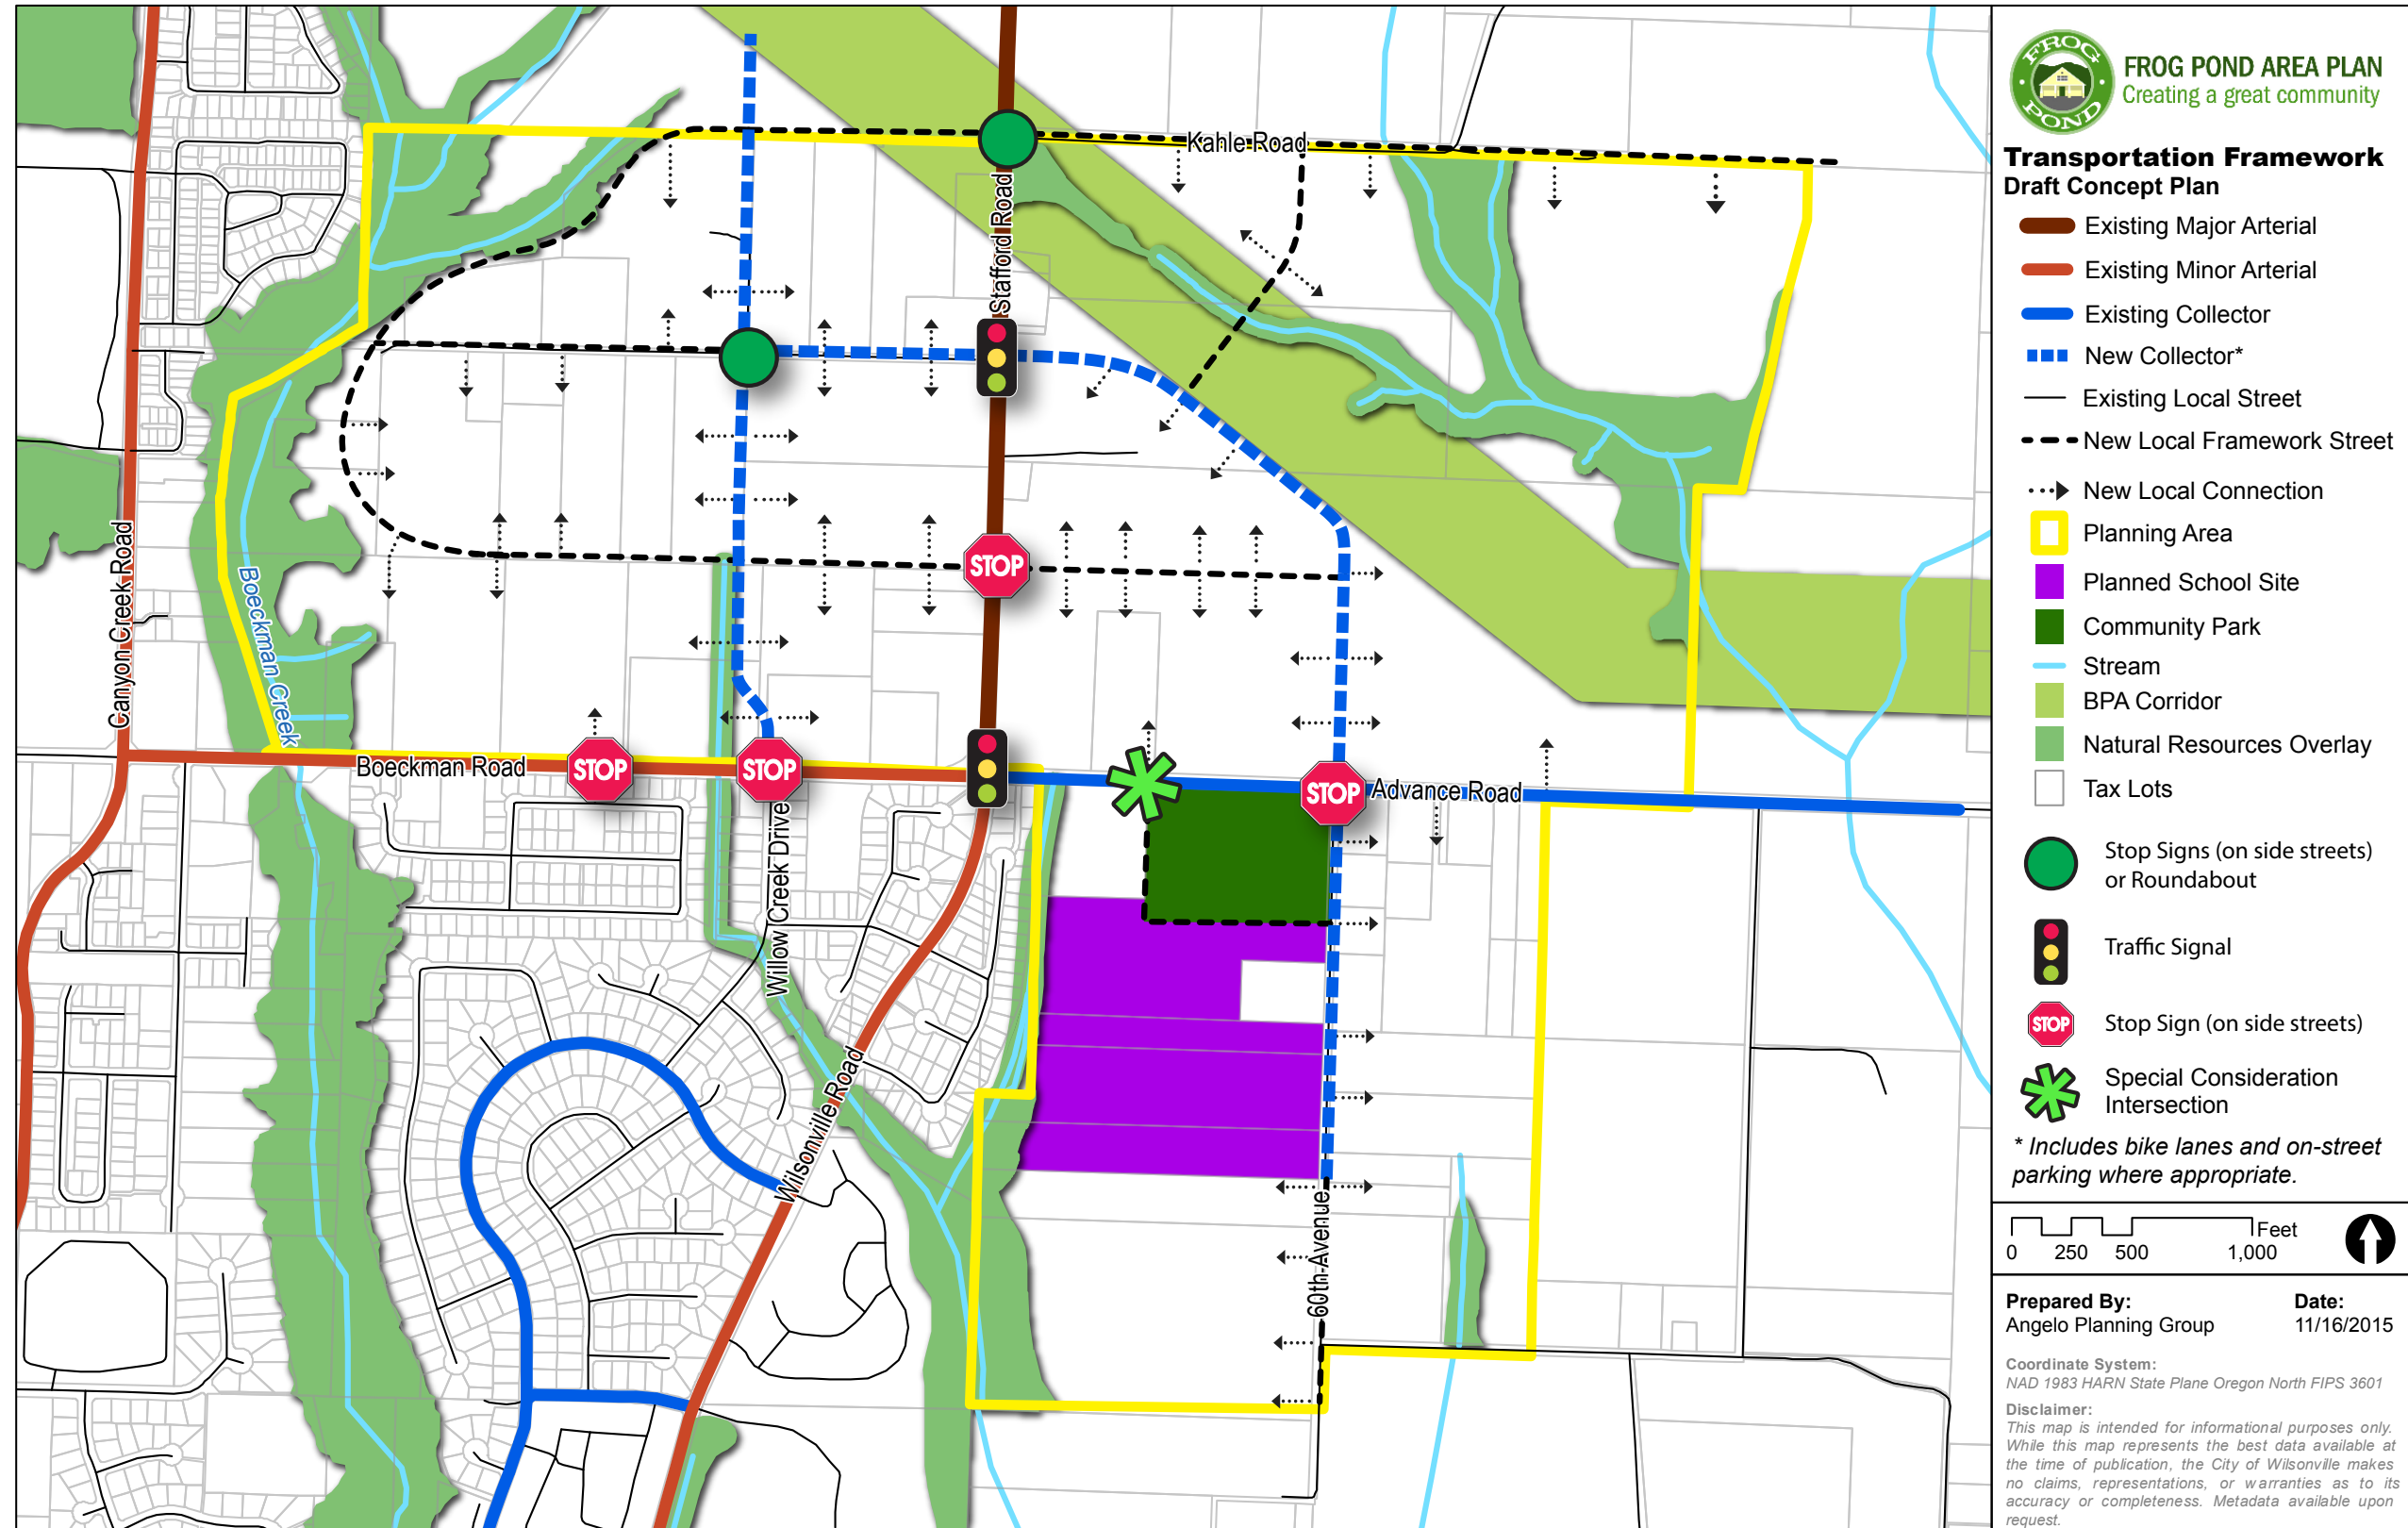 Kahle Road
Stafford Road
Canyon Creek Road
Boeckman Creek
STOP
Boeckman Road
STOP
STOP
STOP
Advance Road
Willow Creek Drive
Wilsonville Road
60th Avenue
FROG
POND
FROG POND AREA PLAN
Creating a great community
Transportation Framework
Draft Concept Plan
Existing Major Arterial
Existing Minor Arterial
Existing Collector
New Collector*
Existing Local Street
New Local Framework Street
New Local Connection
Planning Area
Planned School Site
Community Park
Stream
BPA Corridor
Natural Resources Overlay
Tax Lots
Stop Signs (on side streets)
or Roundabout
Traffic Signal
STOP
Stop Sign (on side streets)
Special Consideration
Intersection
* Includes bike lanes and on-street
parking where appropriate.
Feet
0 250 500 1,000
Prepared By: Date:
Angelo Planning Group 11/16/2015
Coordinate System:
NAD 1983 HARN State Plane Oregon North FIPS 3601
Disclaimer:
This map is intended for informational purposes only.
While this map represents the best data available at
the time of publication, the City of Wilsonville makes
no claims, representations, or warranties as to its
accuracy or completeness. Metadata available upon
request.